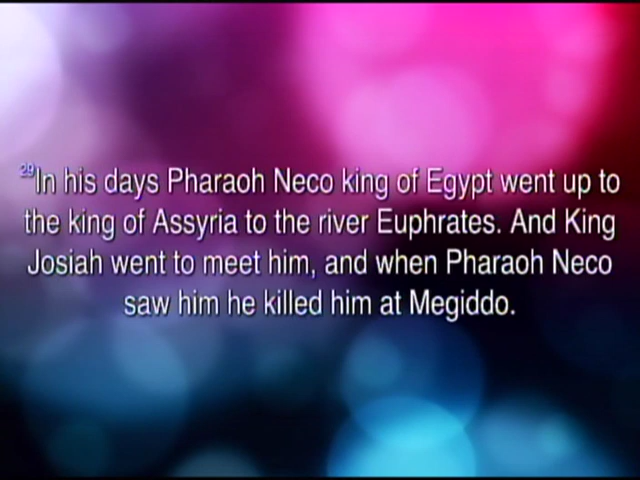 29In his days Pharaoh Neco king of Egypt went up to
the king of Assyria to the river Euphrates. And King
Josiah went to meet him, and when Pharaoh Neco
saw him he killed him at Megiddo.